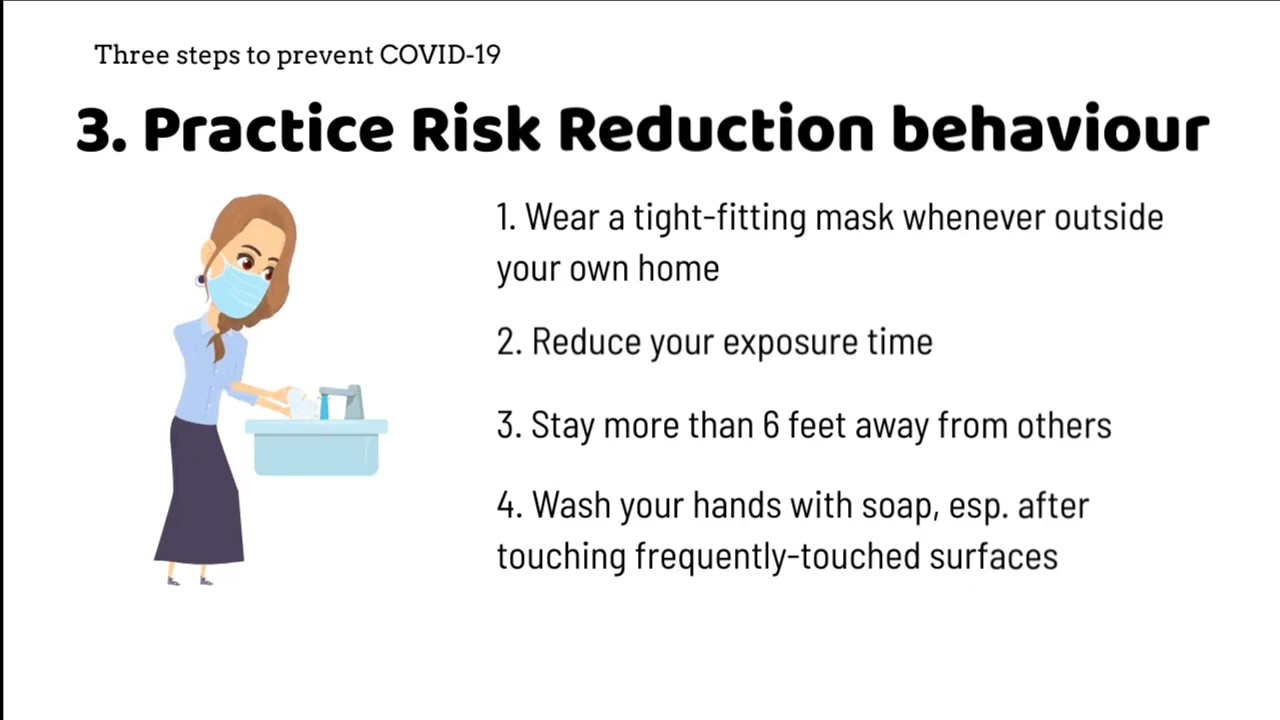 Three steps to prevent COVID-19
3. Practice Risk Reduction behaviour
1. Wear a tight-fitting mask whenever outside
your own home
2. Reduce your exposure time
3. Stay more than 6 feet away from others
4. Wash your hands with soap, esp. after
touching frequently-touched surfaces